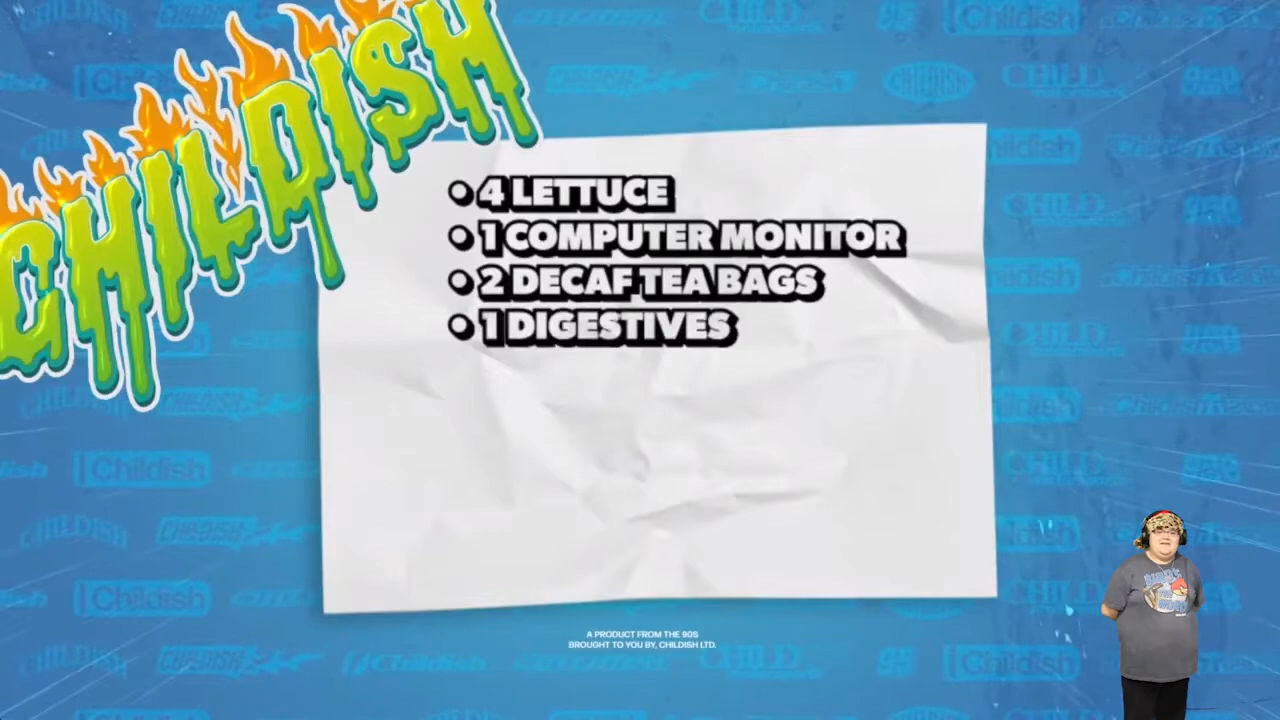 CHILDISH
• 4 LETTUCE
• 1 COMPUTER MONITOR
• 2 DECAF TEA BAGS
• 1 DIGESTIVES
A PRODUCT FROM THE 90S
BROUGHT TO YOU BY, CHILDISH LTD.